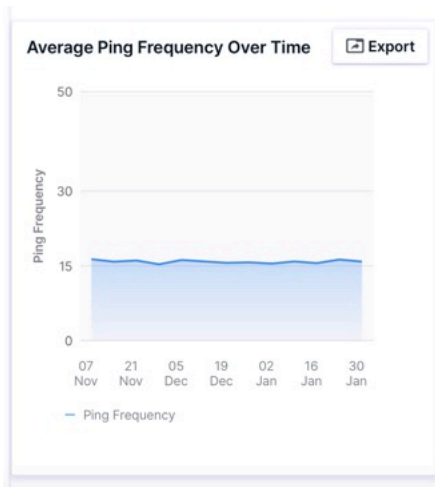 Average Ping Frequency Over Time
Export
50
30
15
0
Ping Frequency
07 21 05 19 02 16 30
Nov Nov Dec Dec Jan Jan Jan
Ping Frequency